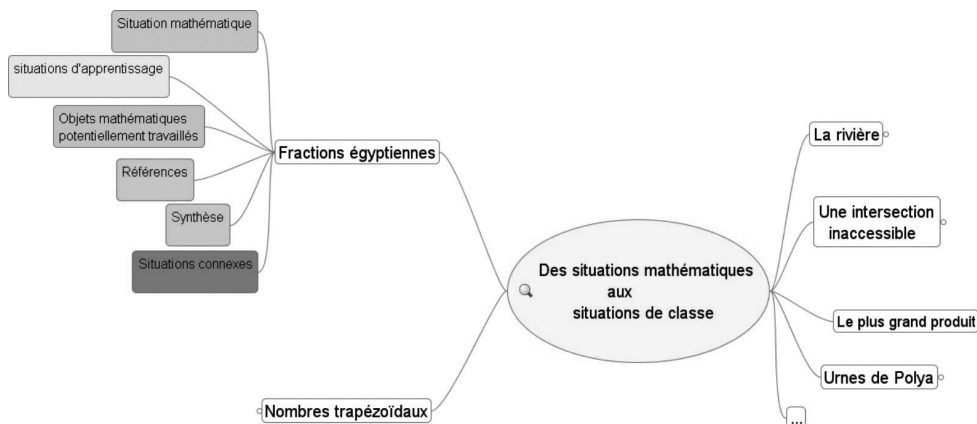 Situation mathématique
situations d'apprentissage
Objets mathématiques
potentiellement travaillés
Références
Synthèse
Situations connexes
Fractions égyptiennes
Nombres trapézoïdaux
Des situations mathématiques
aux
situations de classe
La rivière
Une intersection
inaccessible
Le plus grand produit
Urnes de Polya
...